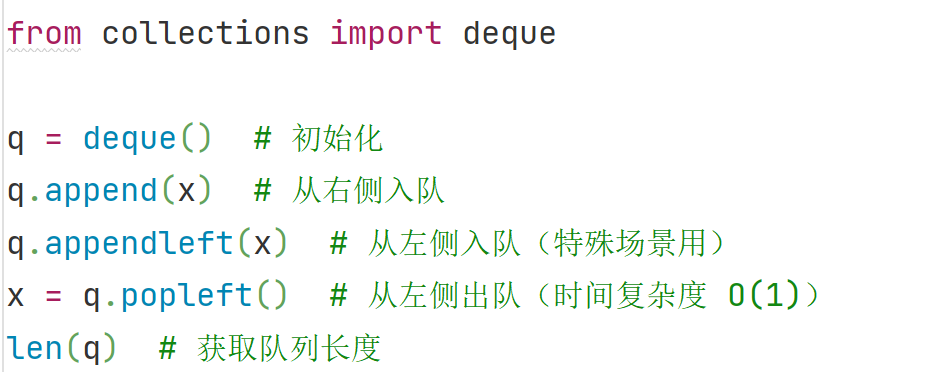 from collections import deque
q = deque()  # 初始化
q.append(x)  # 从右侧入队
q.appendleft(x)  # 从左侧入队（特殊场景用）
x = q.popleft()  # 从左侧出队（时间复杂度 O(1)）
len(q)  # 获取队列长度